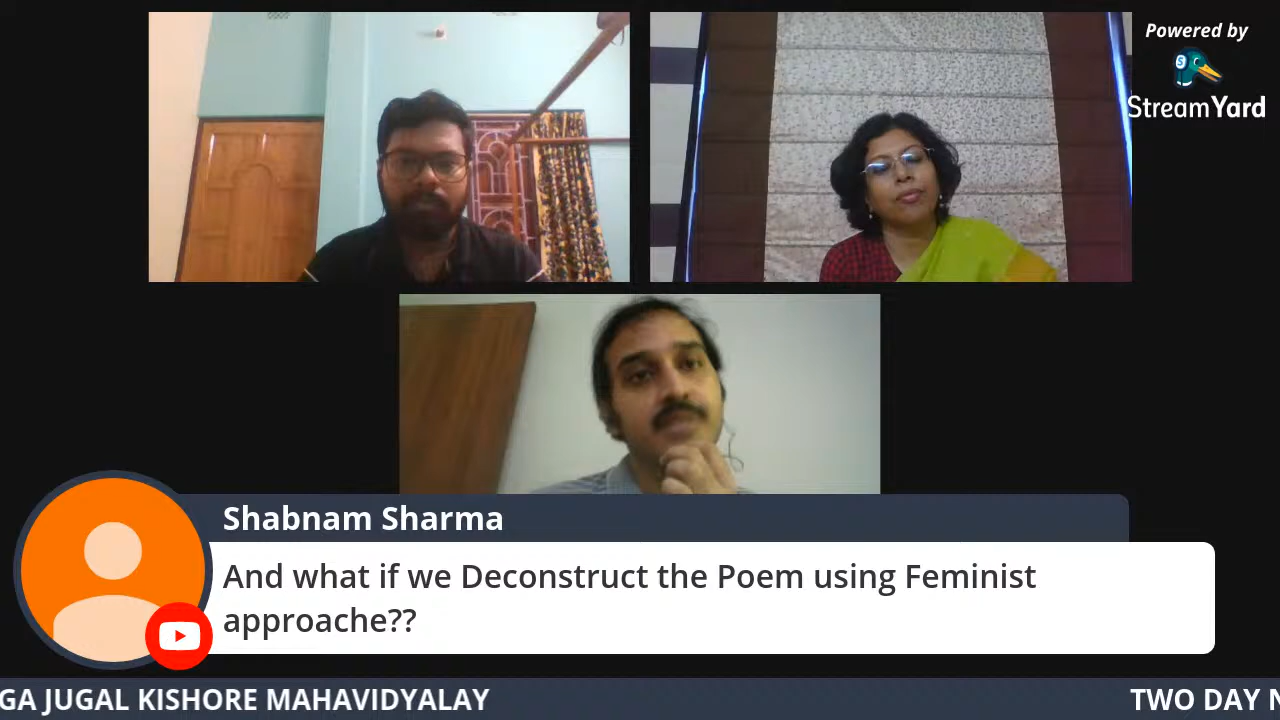 Powered by
StreamYard
Shabnam Sharma
And what if we Deconstruct the Poem using Feminist
approache??
GA JUGAL KISHORE MAHAVIDYALAY
TWO DAY N